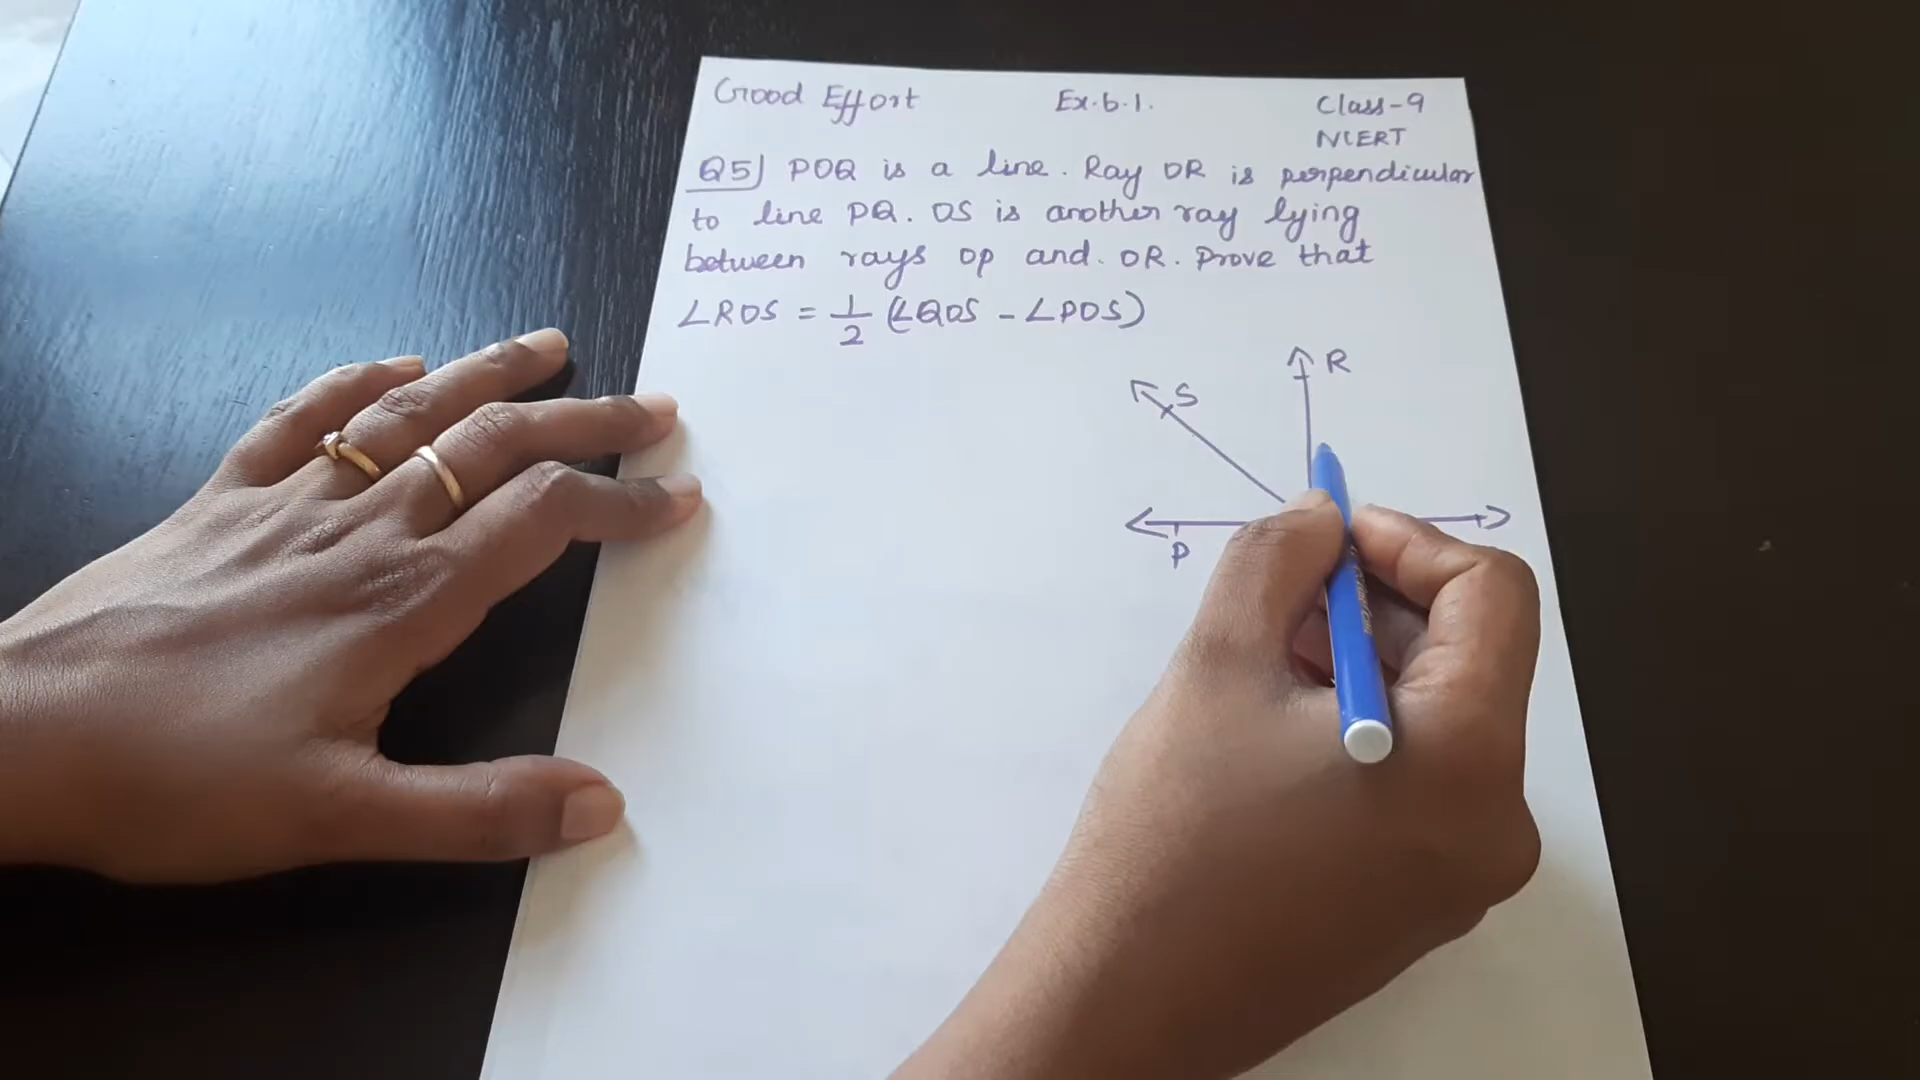 Good Effort Ex.6.1. Class-9
NCERT
Q5) POQ is a line. Ray OR is perpendicular
to line PQ. OS is another ray lying
between rays OP and. OR. Prove that
∠ROS = 1/2 (∠QOS - ∠POS)
R
S
P